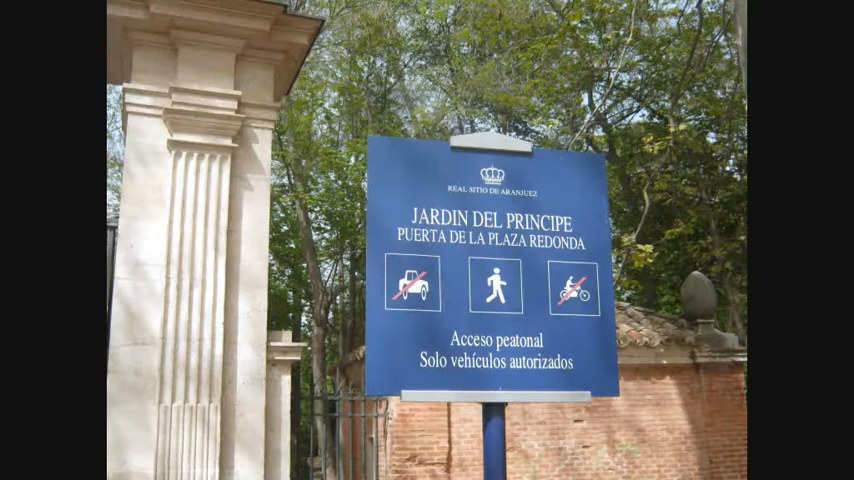 REAL SITIO DE ARANJUEZ
JARDIN DEL PRINCIPE
PUERTA DE LA PLAZA REDONDA
Acceso peatonal
Solo vehículos autorizados